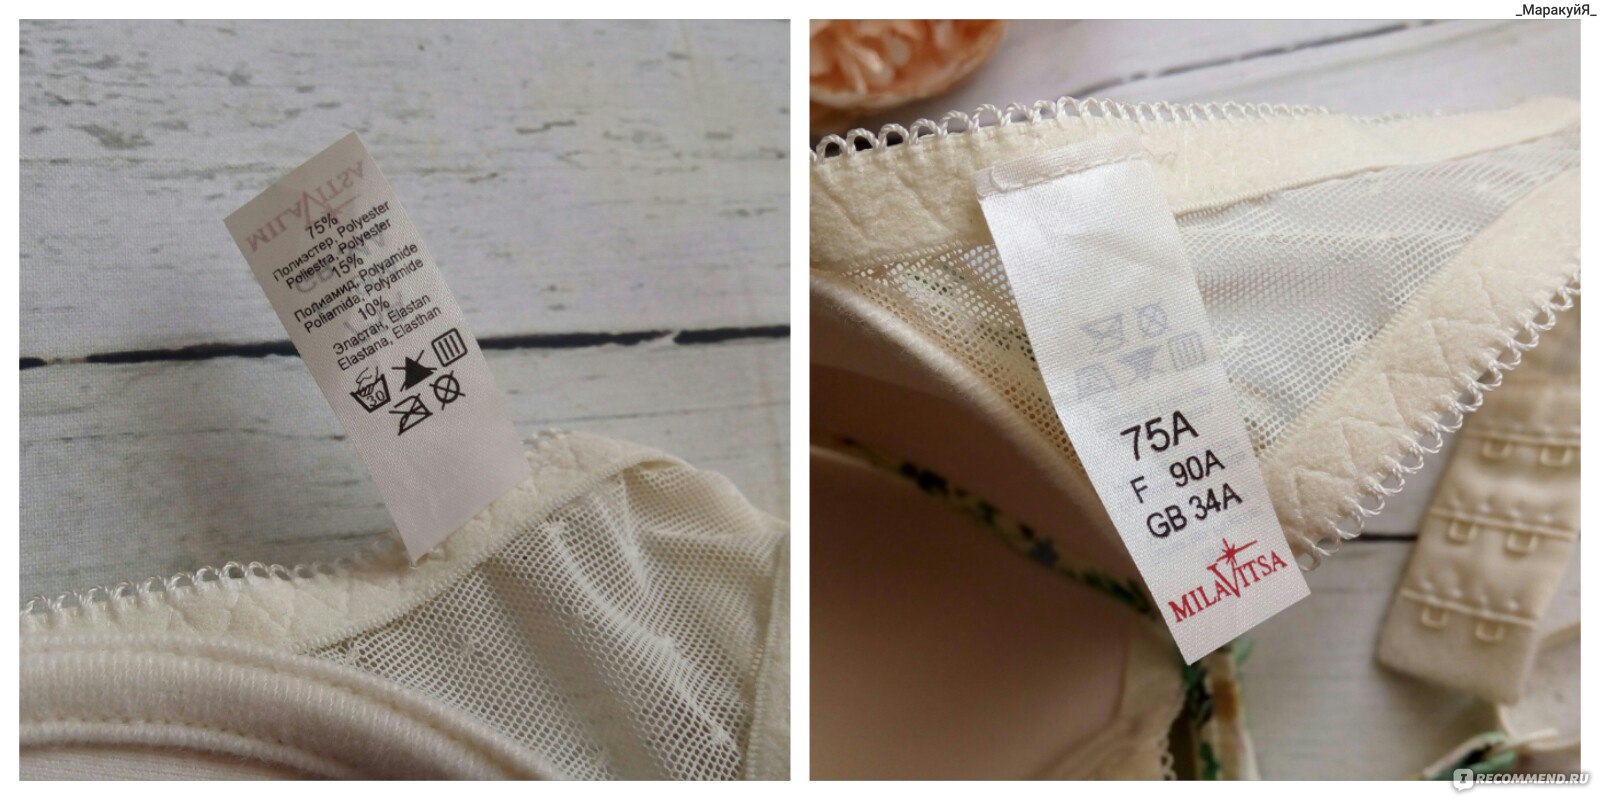 _МаракуйЯ_
MILAVITSA
75%
Полиэстер, Polyester
Poliestra, Polyester
15%
Полиамид, Polyamide
Poliamida, Polyamide
10%
Эластан, Elastan
Elastana, Elasthan
30
75A
F 90A
GB 34A
MILAVITSA
IRECOMMEND.RU